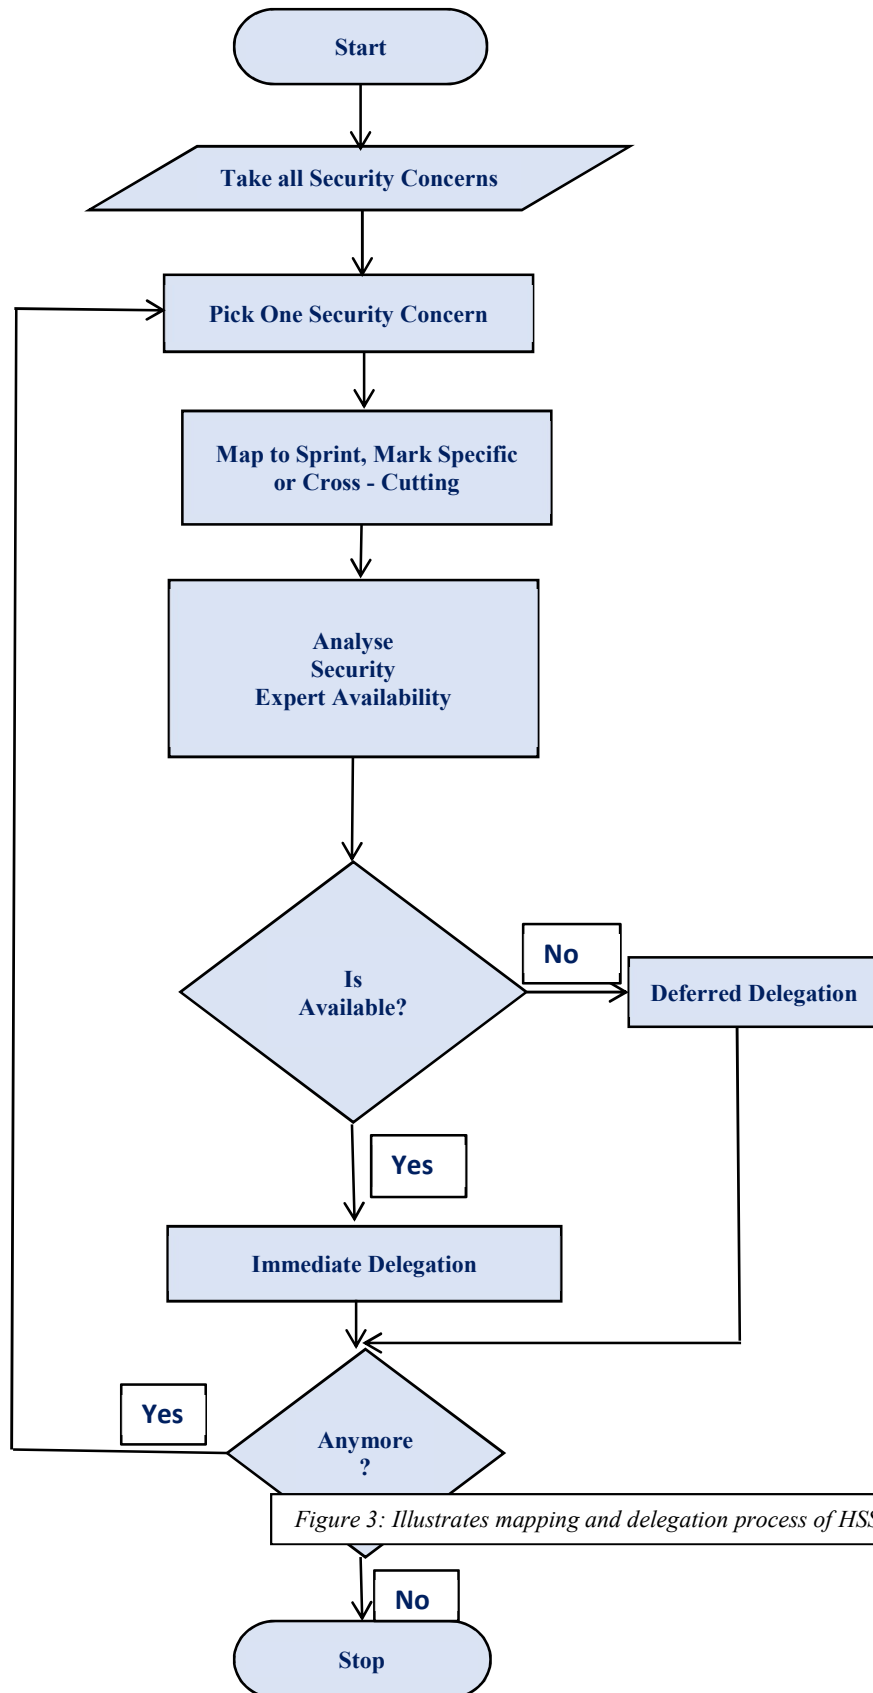 Start
Take all Security Concerns
Pick One Security Concern
Map to Sprint, Mark Specific
or Cross - Cutting
Analyse
Security
Expert Availability
Is
Available?
No
Deferred Delegation
Yes
Immediate Delegation
Yes
Anymore
?
Figure 3: Illustrates mapping and delegation process of
No
Stop